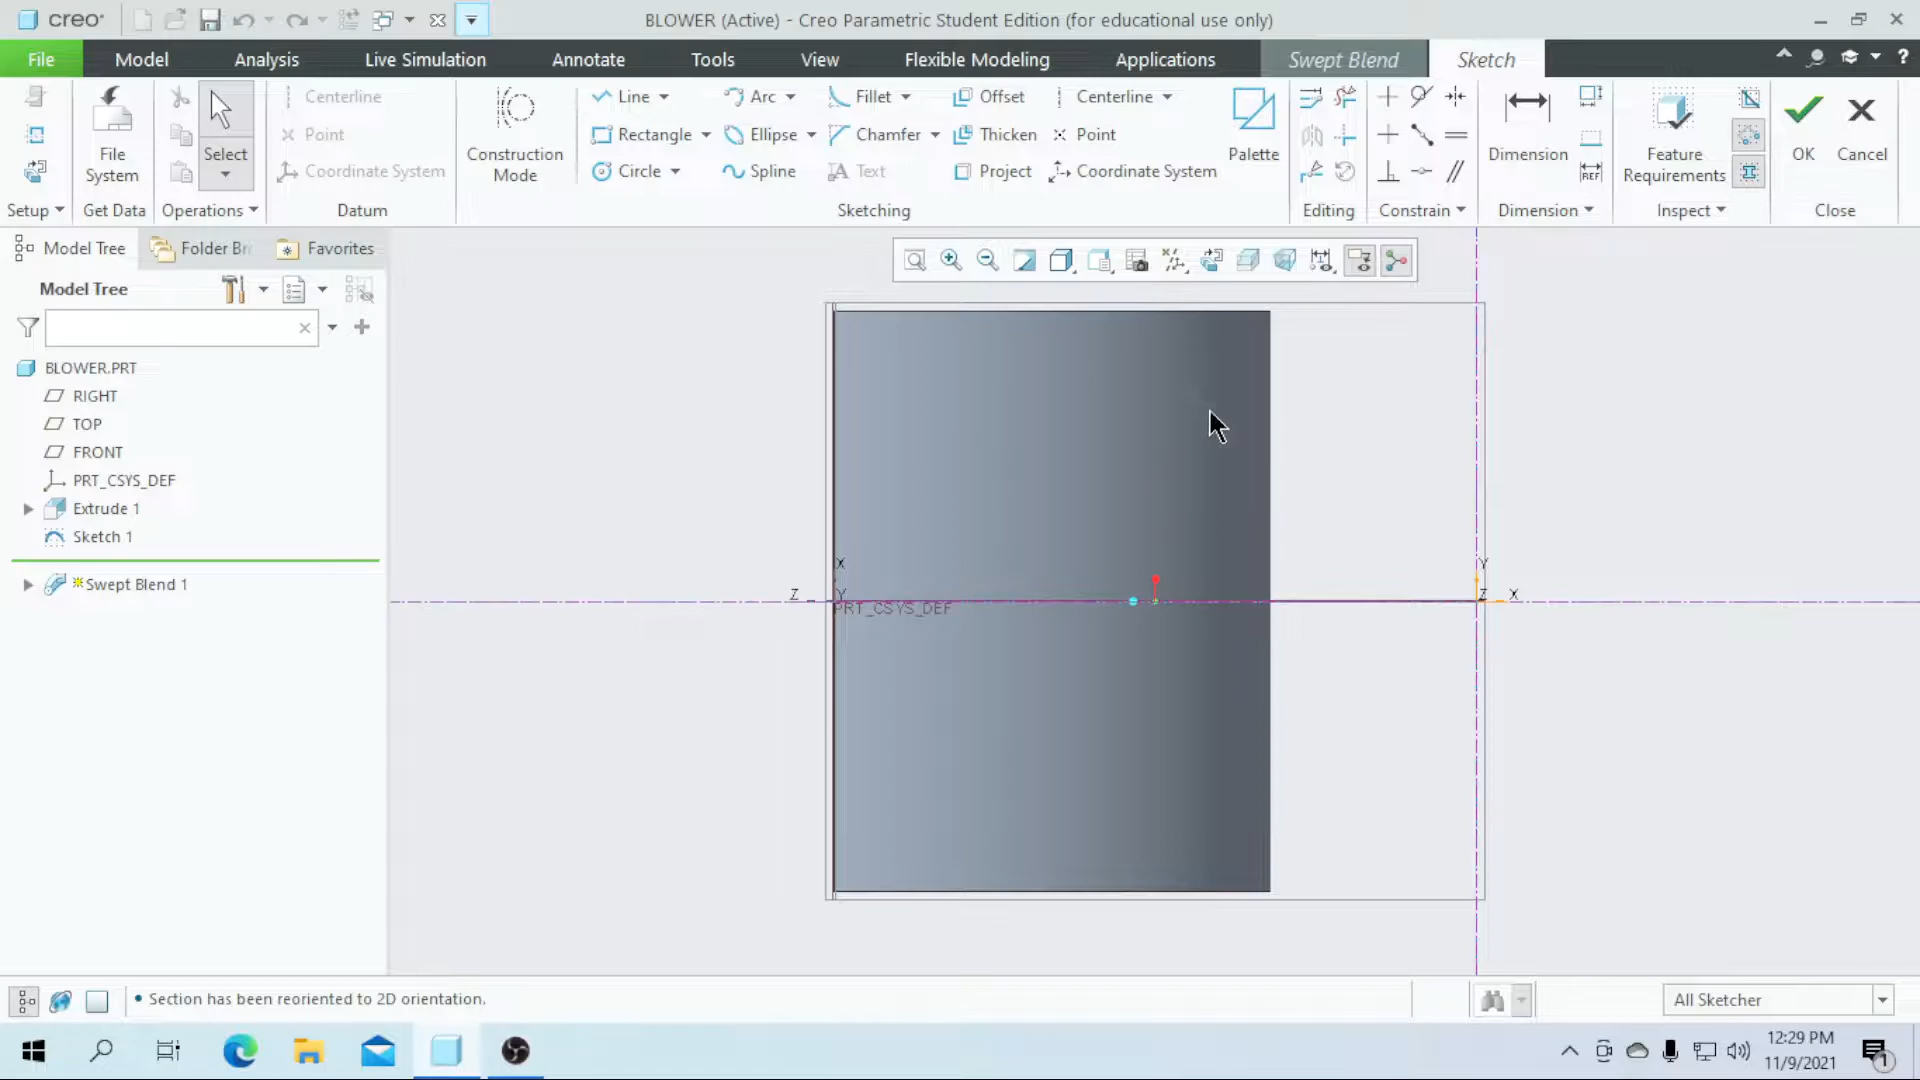 creo
BLOWER (Active) - Creo Parametric Student Edition (for educational use only)
File
Model
Analysis
Live Simulation
Annotate
Tools
View
Flexible Modeling
Applications
Swept Blend
Sketch
File System
Select
Centerline
Point
Coordinate System
Construction Mode
Line
Arc
Fillet
Offset
Centerline
Rectangle
Ellipse
Chamfer
Thicken
Point
Circle
Spline
Text
Project
Coordinate System
Palette
Dimension
REF
Feature Requirements
OK
Cancel
Setup
Get Data
Operations
Datum
Sketching
Editing
Constrain
Dimension
Inspect
Close
Model Tree
Folder Br
Favorites
Model Tree
BLOWER.PRT
RIGHT
TOP
FRONT
PRT_CSYS_DEF
Extrude 1
Sketch 1
Swept Blend 1
X
Z
Y
PRT_CSYS_DEF
Y
Z
X
• Section has been reoriented to 2D orientation.
All Sketcher
12:29 PM
11/9/2021
1